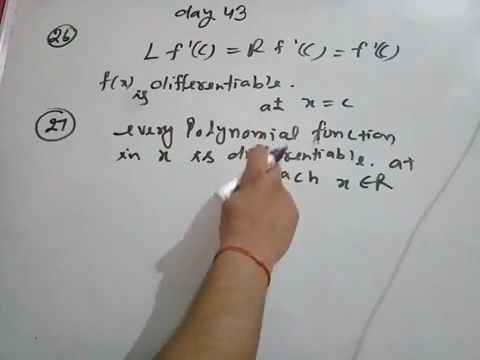 day 43
26 L f'(c) = R f'(c) = f'(c)
f(x) is differentiable.
at x = c
27 every Polynomial function
in x is differentiable. at
each x ∈ R